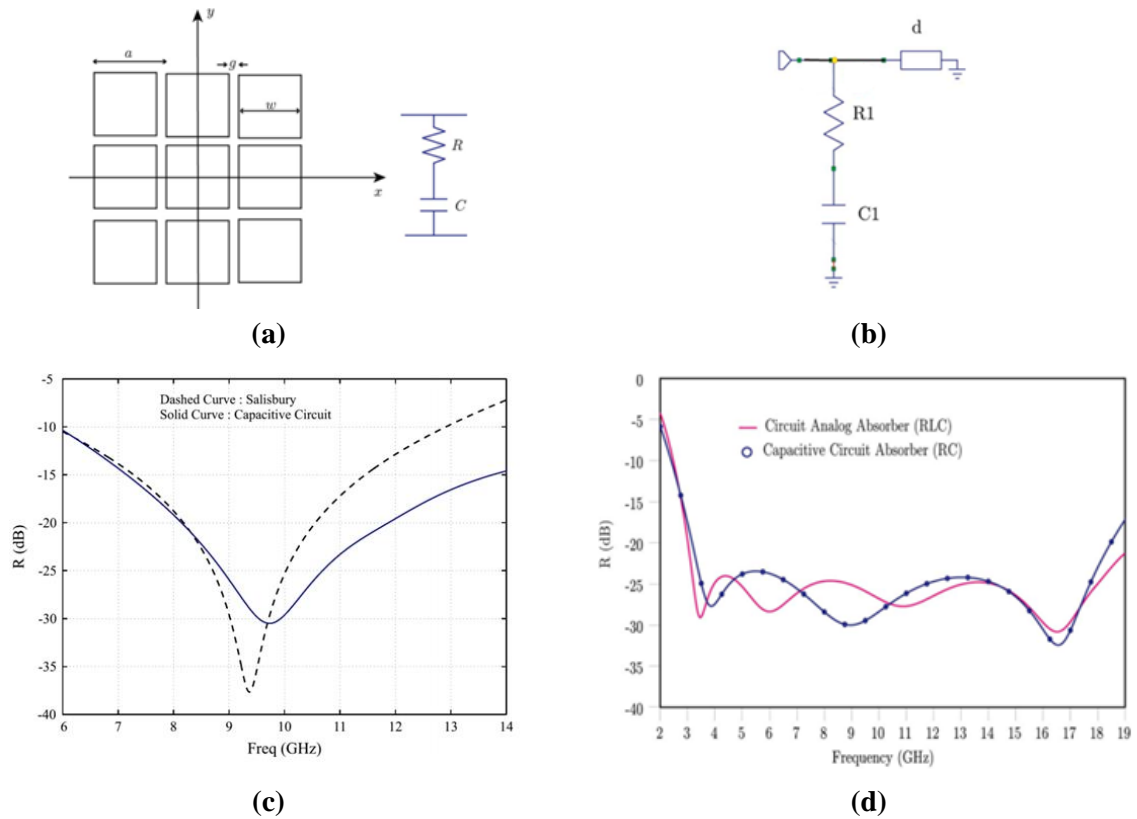 y
a
g
w
x
R
C
(a)
d
R1
C1
(b)
-5
-10
-15
-20
-25
-30
-35
-40
R (dB)
Dashed Curve : Salisbury
Solid Curve : Capacitive Circuit
6 7 8 9 10 11 12 13 14
Freq (GHz)
(c)
0
-5
-10
-15
-20
-25
-30
-35
-40
R (dB)
Circuit Analog Absorber (RLC)
Capacitive Circuit Absorber (RC)
2 3 4 5 6 7 8 9 10 11 12 13 14 15 16 17 18 19
Frequency (GHz)
(d)